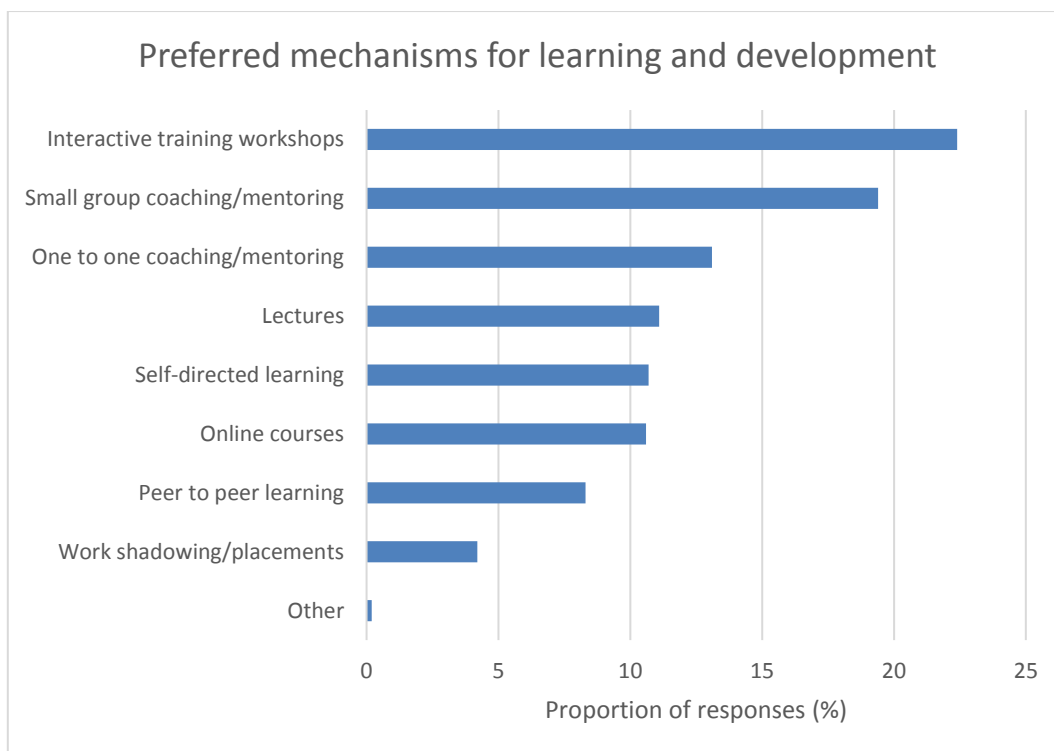 Preferred mechanisms for learning and development
Interactive training workshops
Small group coaching/mentoring
One to one coaching/mentoring
Lectures
Self-directed learning
Online courses
Peer to peer learning
Work shadowing/placements
Other
0 5 10 15 20 25
Proportion of responses (%)